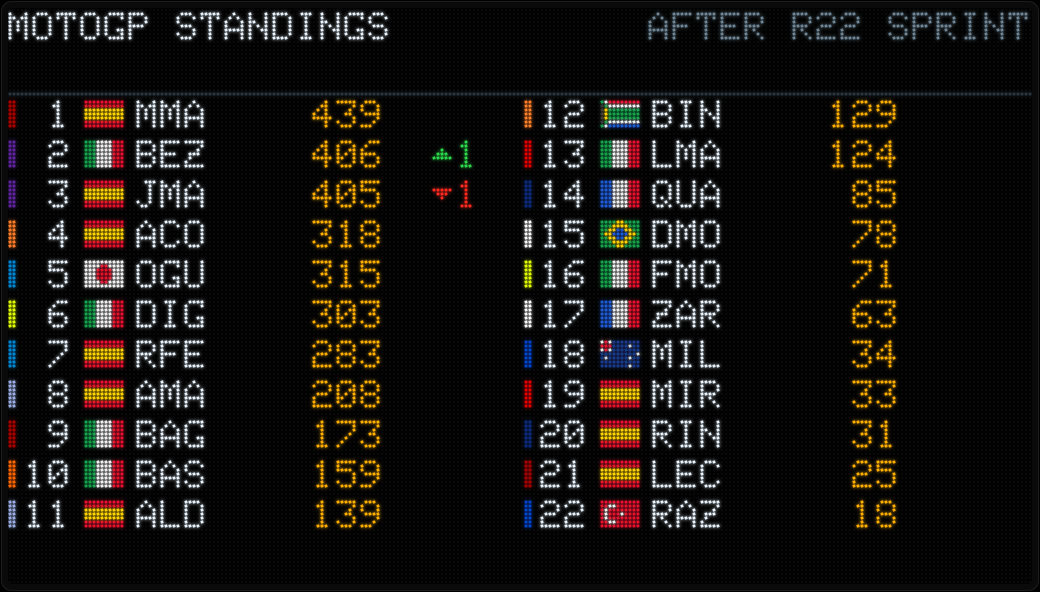 MOTOGP STANDINGS AFTER R22 SPRINT
1 MMA 439
2 BEZ 406 ▲1
3 JMA 405 ▼1
4 ACO 318
5 OGU 315
6 DIG 303
7 RFE 283
8 AMA 208
9 BAG 173
10 BAS 159
11 ALD 139
12 BIN 129
13 LMA 124
14 QUA 85
15 DMO 78
16 FMO 71
17 ZAR 63
18 MIL 34
19 MIR 33
20 RIN 31
21 LEC 25
22 RAZ 18